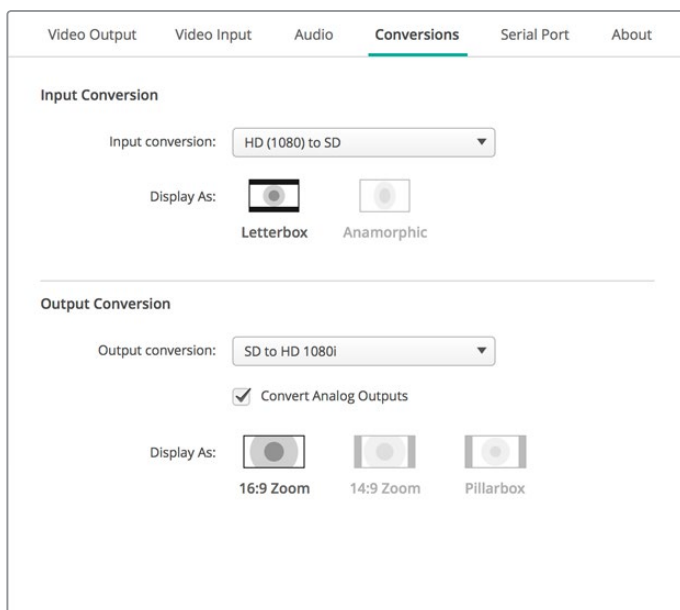 Video Output Video Input Audio Conversions Serial Port About
Input Conversion
Input conversion: HD (1080) to SD
Display As:
Letterbox Anamorphic
Output Conversion
Output conversion: SD to HD 1080i
Convert Analog Outputs
Display As:
16:9 Zoom 14:9 Zoom Pillarbox